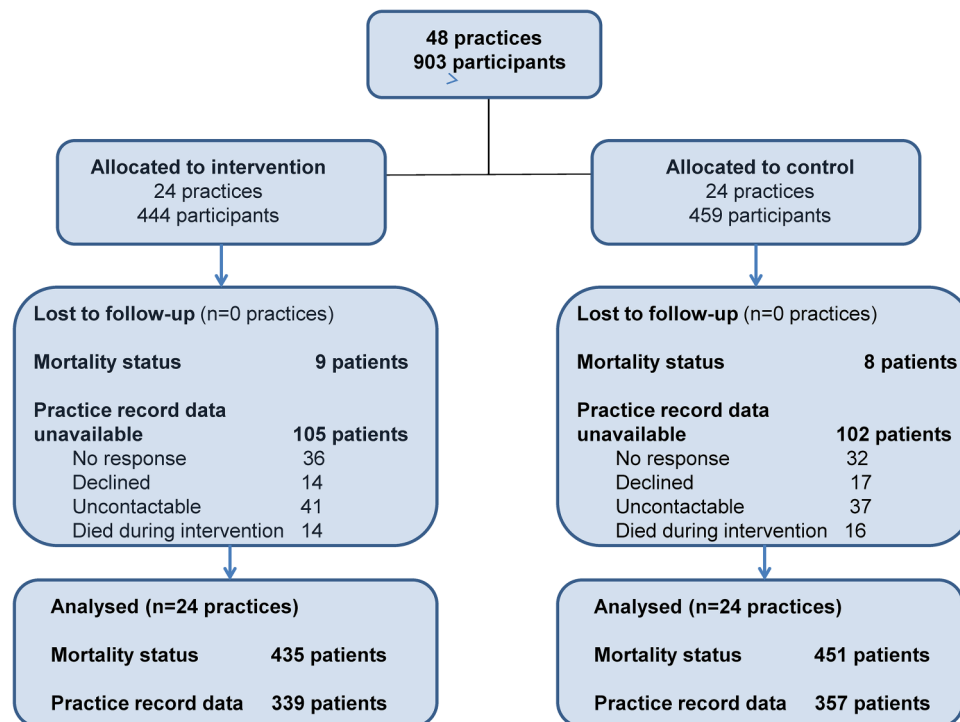 48 practices
903 participants
Allocated to intervention
24 practices
444 participants
Allocated to control
24 practices
459 participants
Lost to follow-up (n=0 practices)
Mortality status 9 patients
Practice record data
unavailable 105 patients
No response 36
Declined 14
Uncontactable 41
Died during intervention 14
Lost to follow-up (n=0 practices)
Mortality status 8 patients
Practice record data
unavailable 102 patients
No response 32
Declined 17
Uncontactable 37
Died during intervention 16
Analysed (n=24 practices)
Mortality status 435 patients
Practice record data 339 patients
Analysed (n=24 practices)
Mortality status 451 patients
Practice record data 357 patients